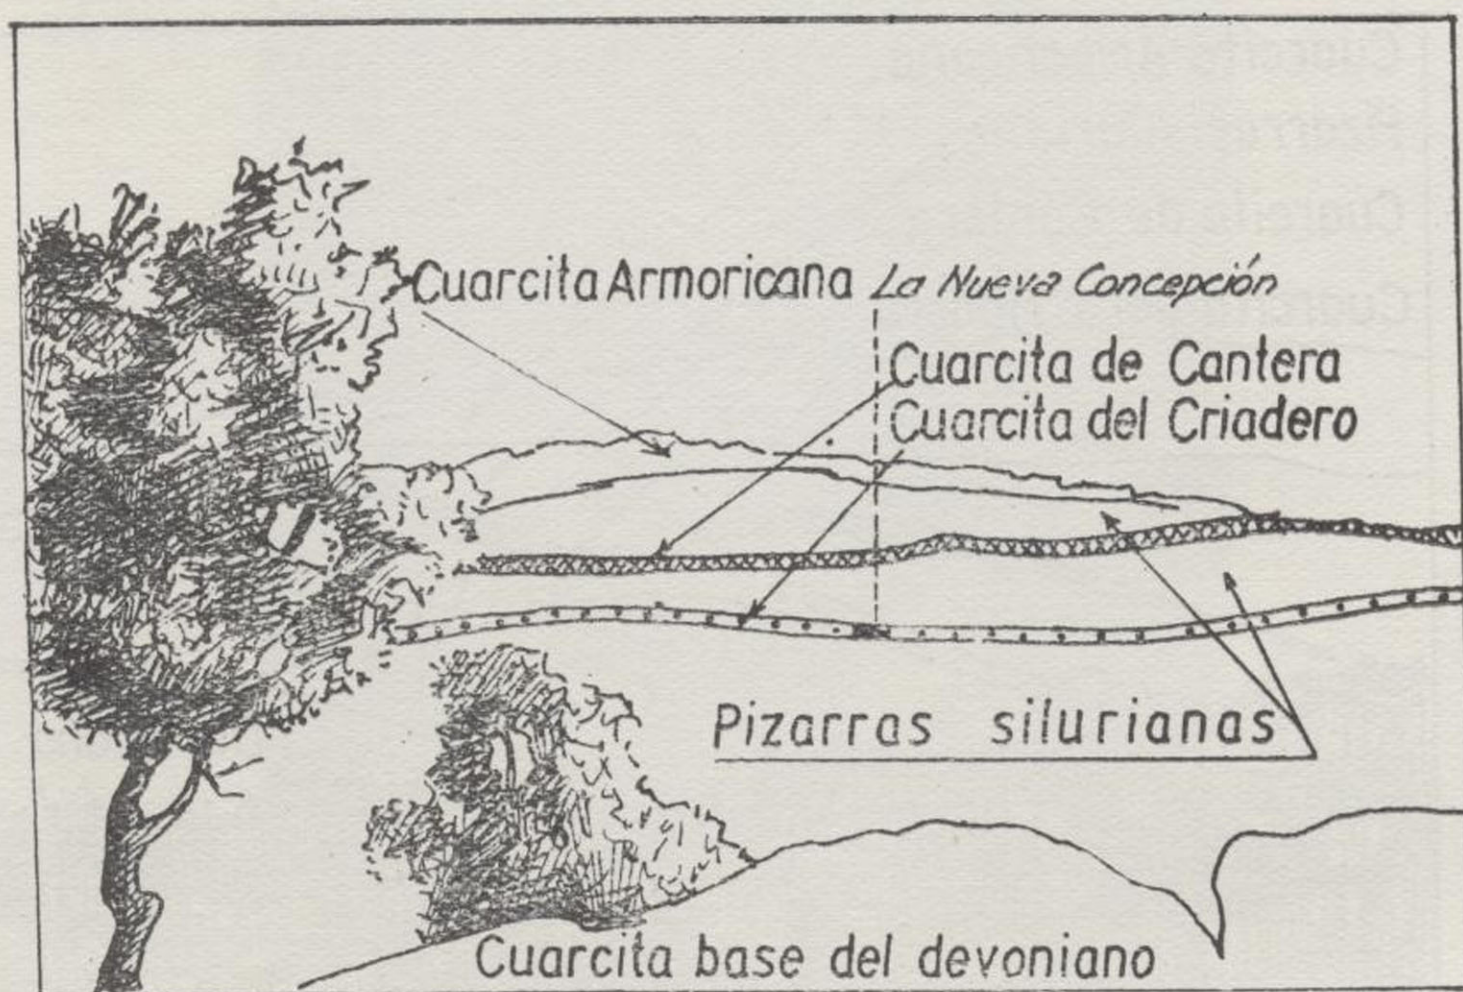 Cuarcita Armoricana La Nueva Concepción
Cuarcita de Cantera
Cuarcita del Criadero
Pizarras silurianas
Cuarcita base del devoniano